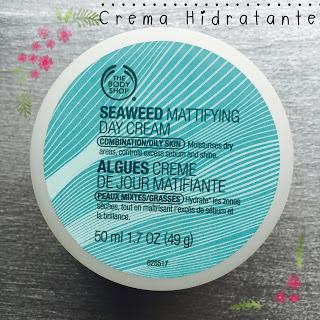 Crema Hidratante
THE
BODY
SHOP
SEAWEED MATTIFYING
DAY CREAM
COMBINATION/OILY SKIN Moisturises dry
areas, controls excess sebum and shine.
ALGUES CRÈME
DE JOUR MATIFIANTE
PEAUX MIXTES/GRASSES Hydrate* les zones
sèches, tout en maîtrisant l'excès de sébum et
la brillance.
50 ml 1.7 OZ (49 g)
828517